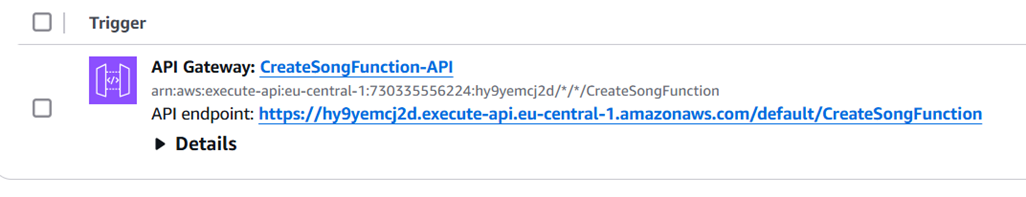 Trigger
API Gateway: CreateSongFunction-API
arn:aws:execute-api:eu-central-1:730335556224:hy9yemcj2d/*/*/CreateSongFunction
API endpoint: https://hy9yemcj2d.execute-api.eu-central-1.amazonaws.com/default/CreateSongFunction
Details